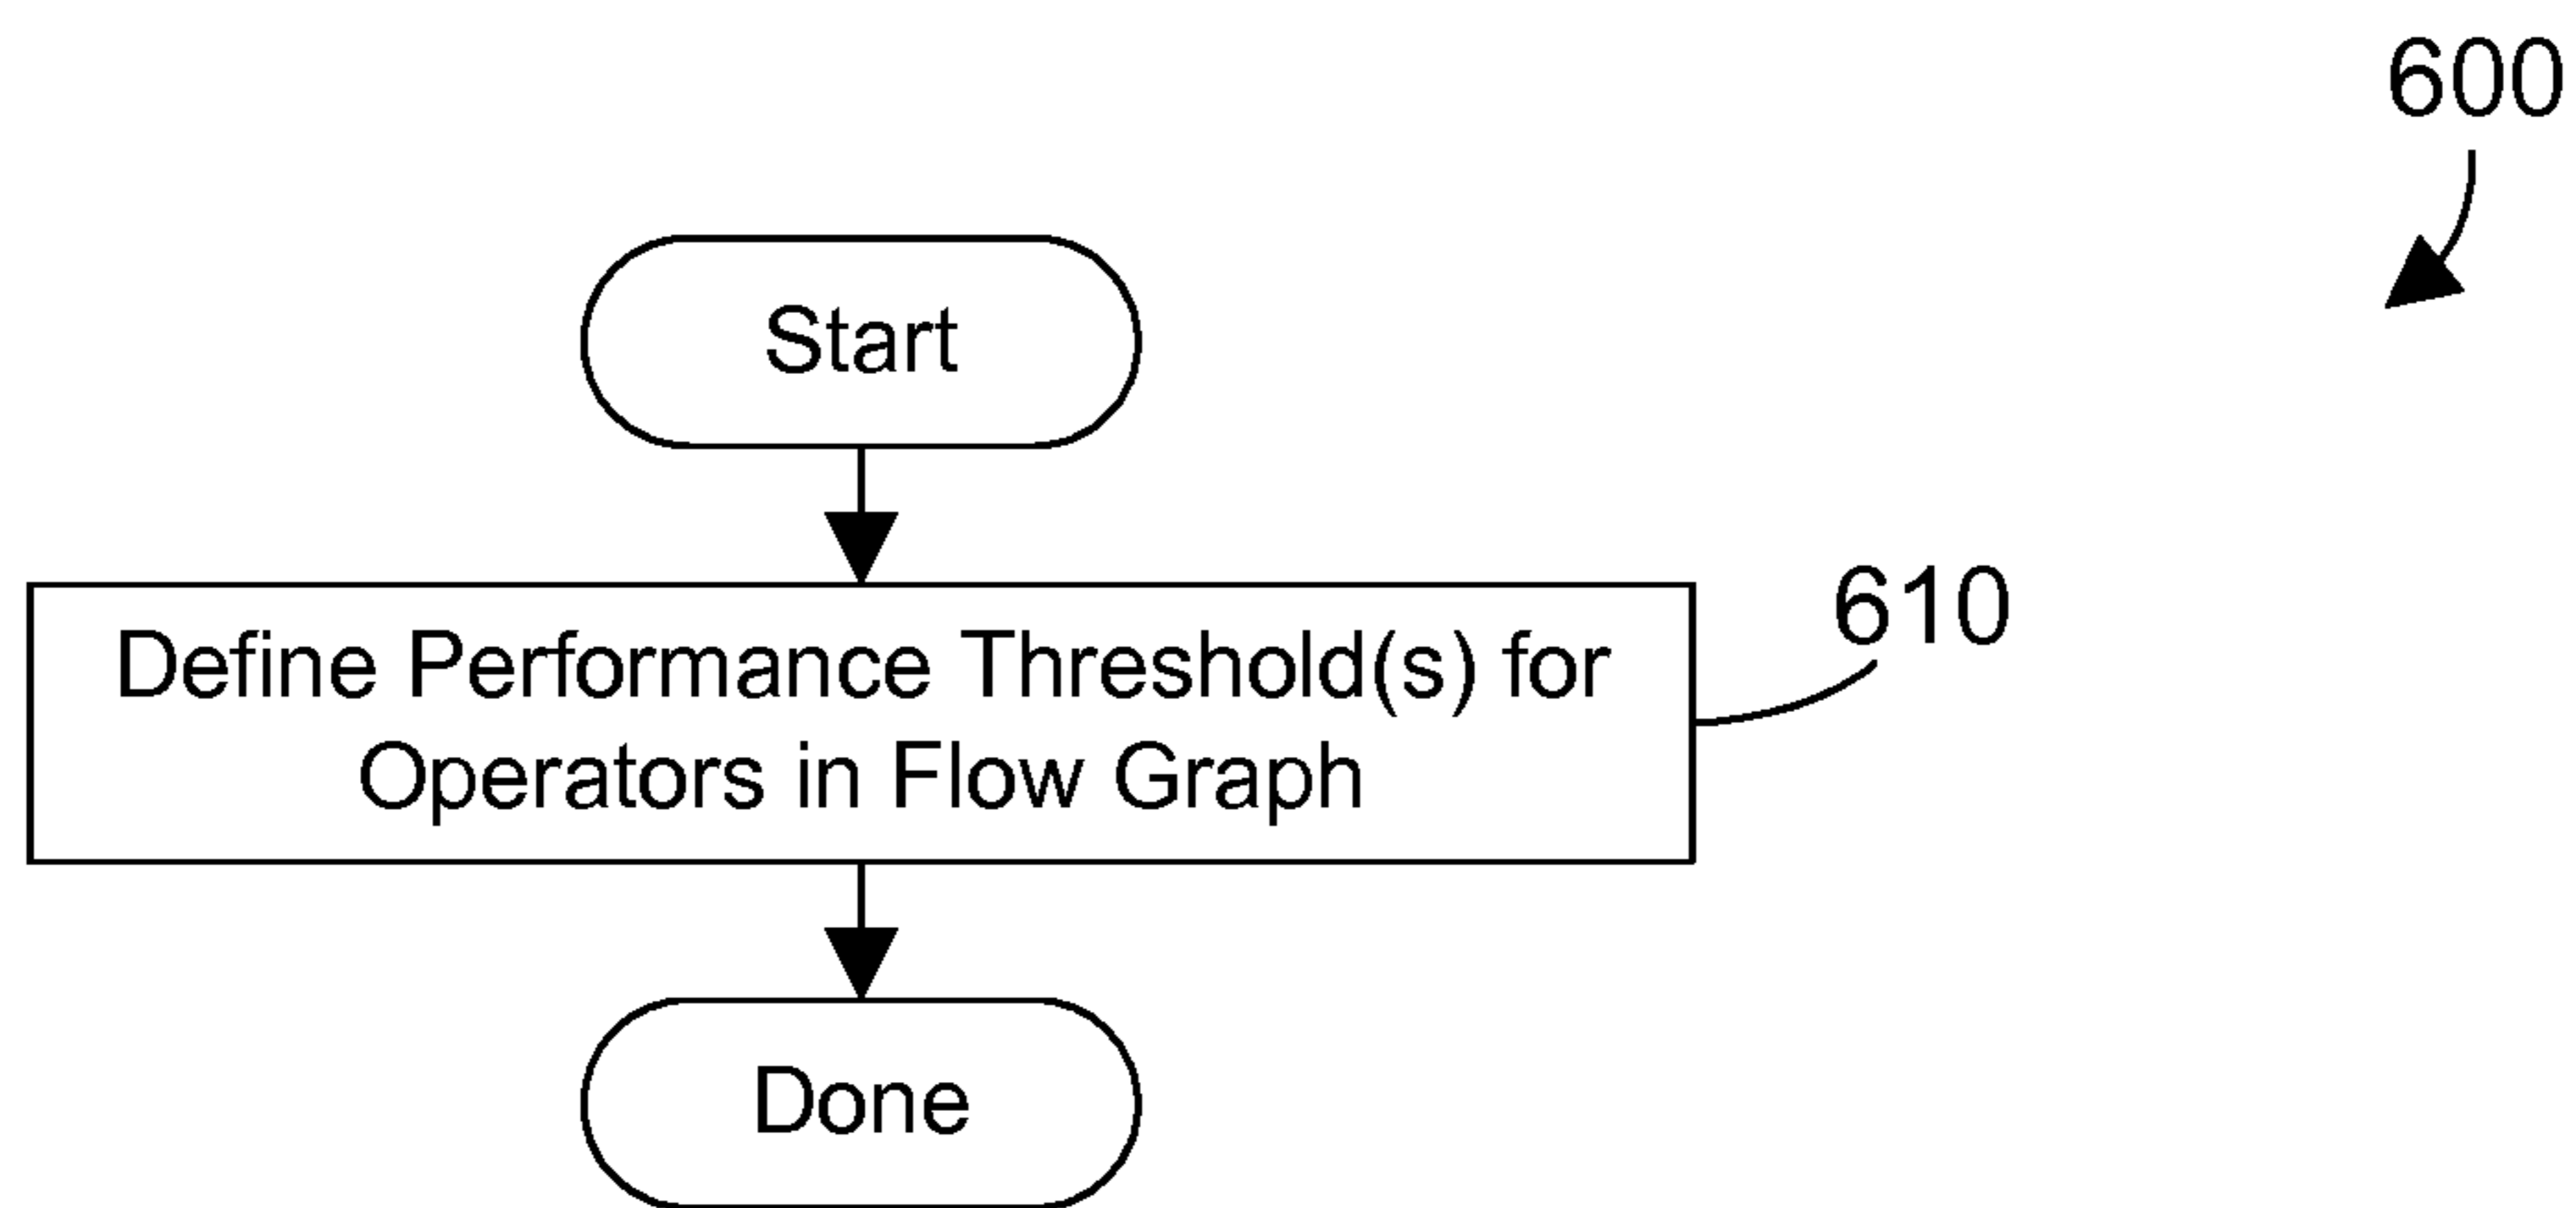 600
Start
Define Performance Threshold(s) for
Operators in Flow Graph
610
Done